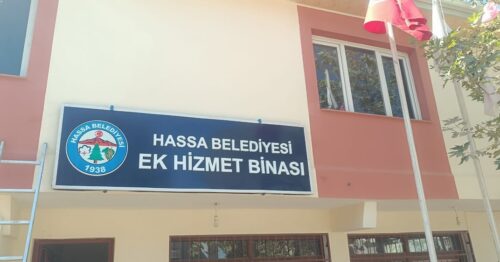 HASSA BELEDİYESİ
1938
HASSA BELEDİYESİ
EK HİZMET BİNASI